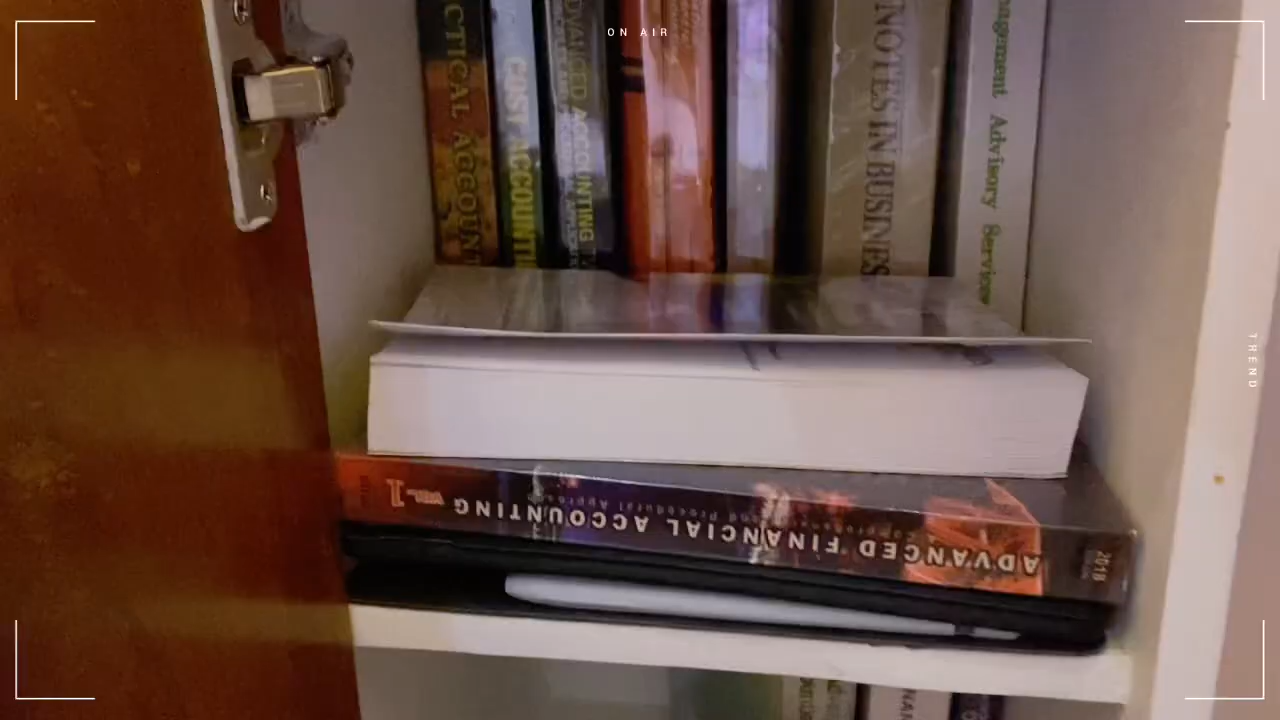 ON AIR
CTICAL ACCOUNT
COST ACCOUNTI
ADVANCED ACCOUNTING
NOTES IN BUSINES
nagement Advisory Services
TREND
ADVANCED FINANCIAL ACCOUNTING VOL. 1
2018